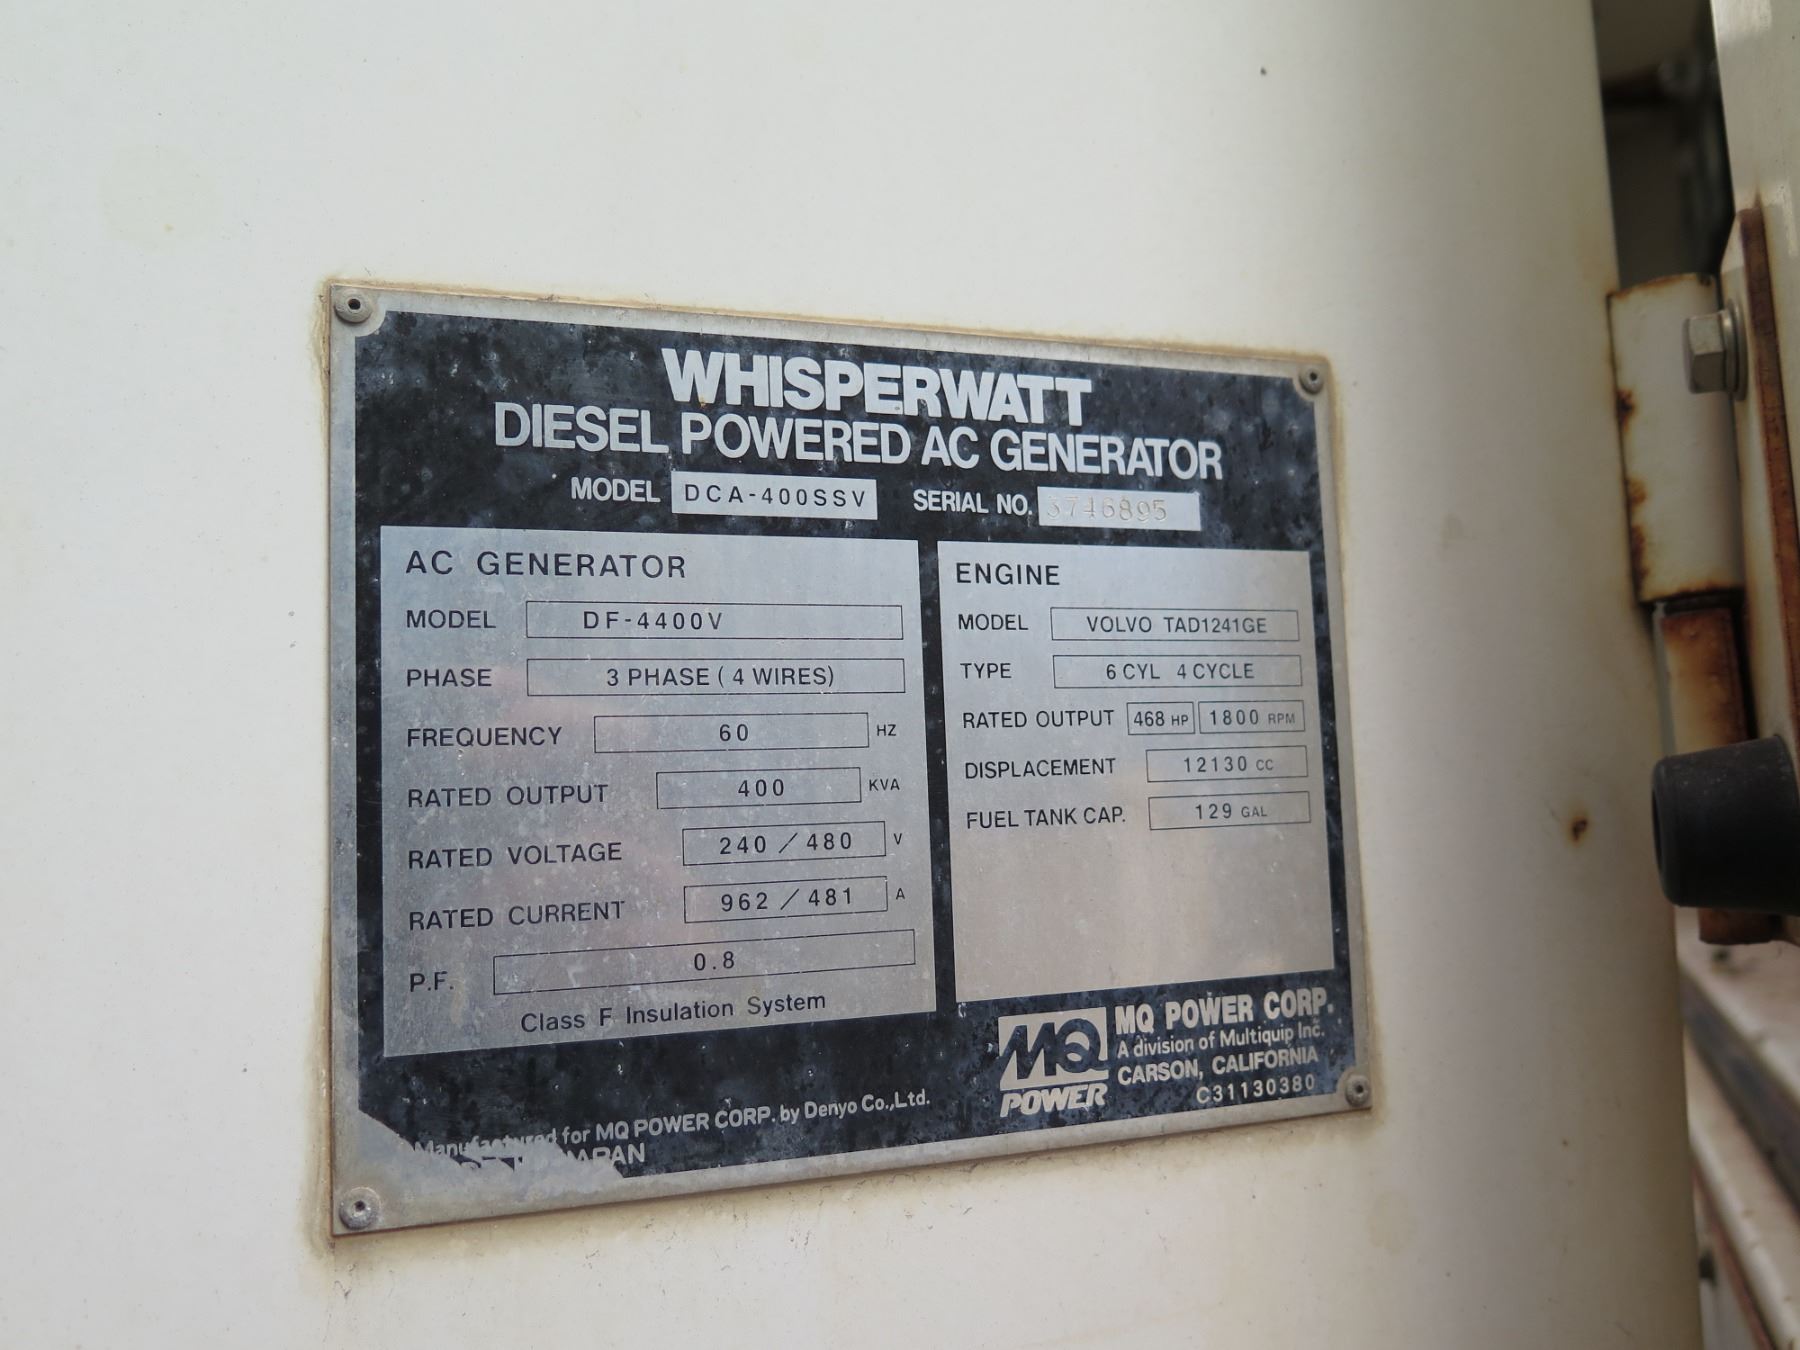 WHISPERWATT
DIESEL POWERED AC GENERATOR
MODEL DCA-400SSV SERIAL NO. 3746895
AC GENERATOR
MODEL DF-4400V
PHASE 3 PHASE ( 4 WIRES)
FREQUENCY 60 HZ
RATED OUTPUT 400 KVA
RATED VOLTAGE 240 / 480 V
RATED CURRENT 962 / 481 A
P.F. 0.8
Class F Insulation System
ENGINE
MODEL VOLVO TAD1241GE
TYPE 6 CYL 4 CYCLE
RATED OUTPUT 468 HP 1800 RPM
DISPLACEMENT 12130 CC
FUEL TANK CAP. 129 GAL
MQ POWER
MQ POWER CORP.
A division of Multiquip Inc.
CARSON, CALIFORNIA
C31130380
Manufactured for MQ POWER CORP. by Denyo Co.,Ltd.
JAPAN